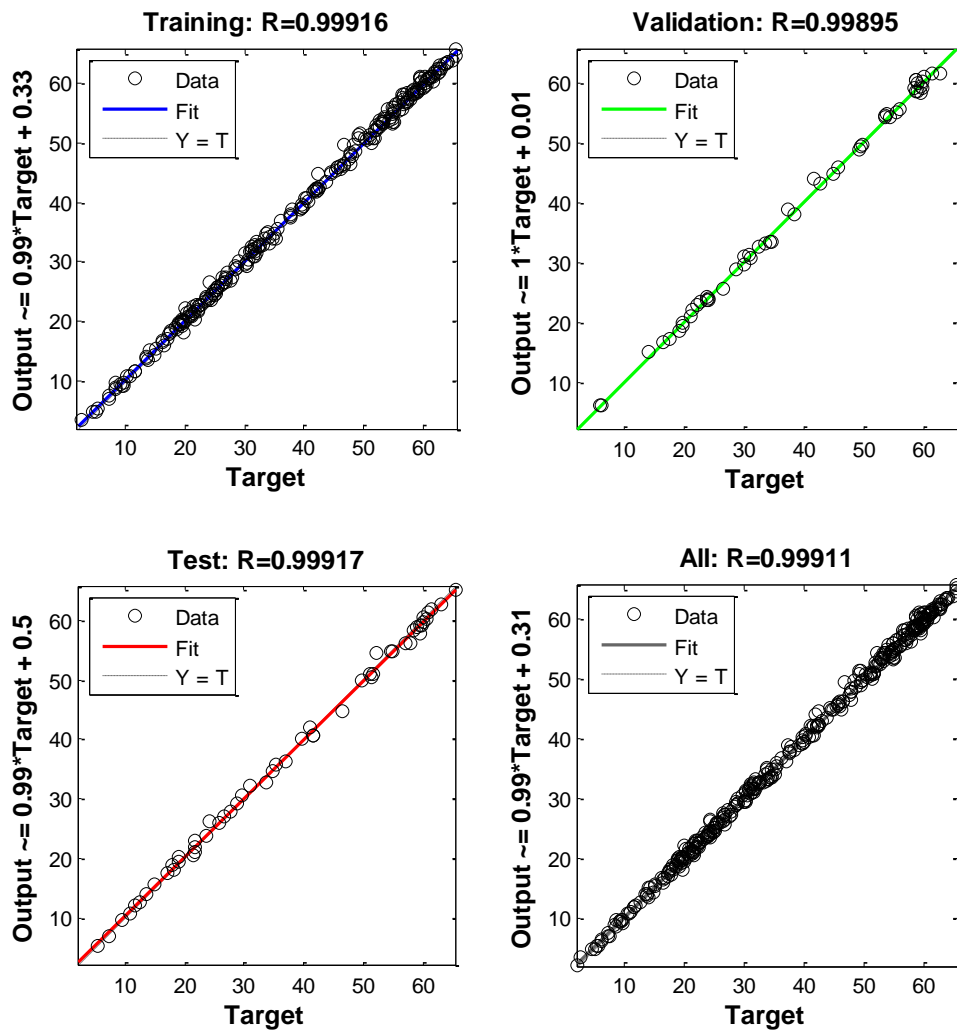 Training: R=0.99916
Output ~= 0.99*Target + 0.33
Data
Fit
Y = T
60
50
40
30
20
10
10 20 30 40 50 60
Target
Validation: R=0.99895
Output ~= 1*Target + 0.01
Data
Fit
Y = T
60
50
40
30
20
10
10 20 30 40 50 60
Target
Test: R=0.99917
Output ~= 0.99*Target + 0.5
Data
Fit
Y = T
60
50
40
30
20
10
10 20 30 40 50 60
Target
All: R=0.99911
Output ~= 0.99*Target + 0.31
Data
Fit
Y = T
60
50
40
30
20
10
10 20 30 40 50 60
Target